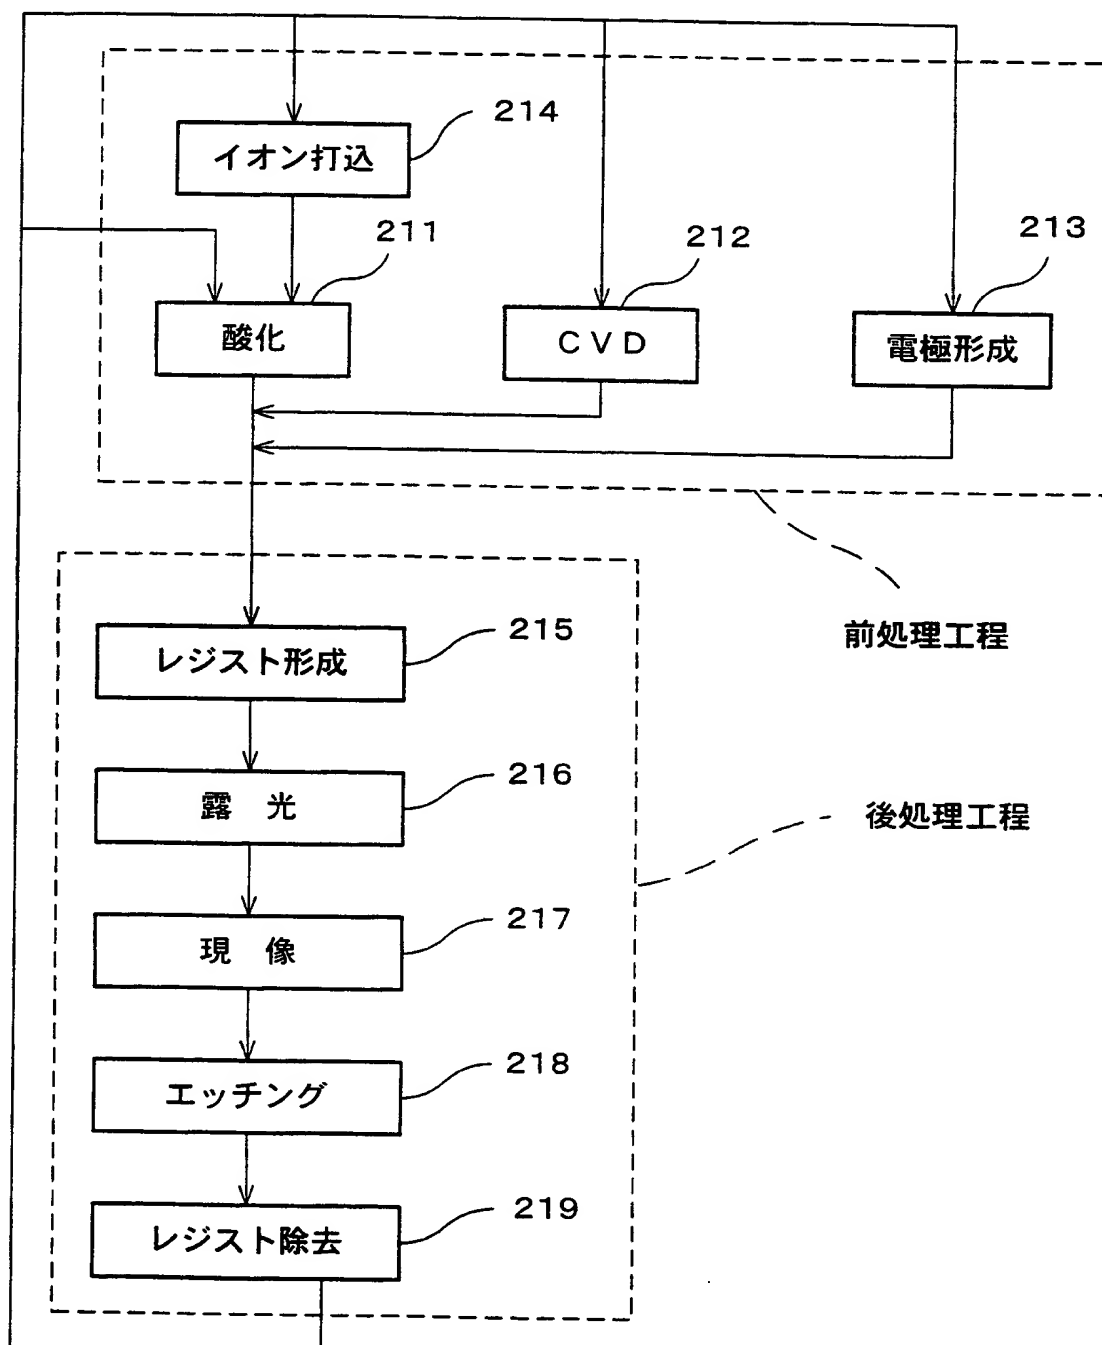 214
イオン打込
211
212
213
酸化
CVD
電極形成
215
レジスト形成
前処理工程
216
露 光
後処理工程
217
現 像
218
エッチング
219
レジスト除去